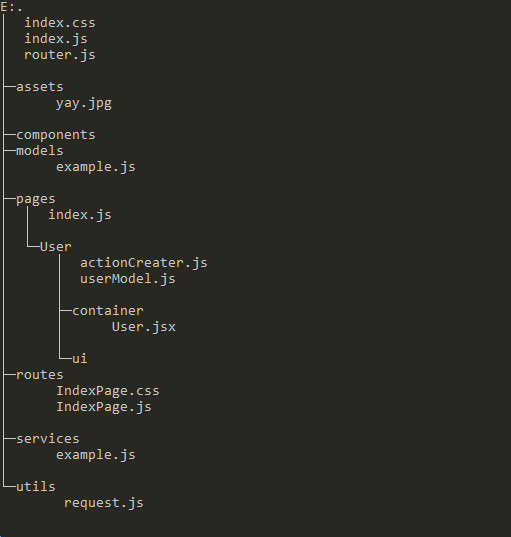 E:.
index.css
index.js
router.js
assets
yay.jpg
components
models
example.js
pages
index.js
User
actionCreater.js
userModel.js
container
User.jsx
ui
routes
IndexPage.css
IndexPage.js
services
example.js
utils
request.js